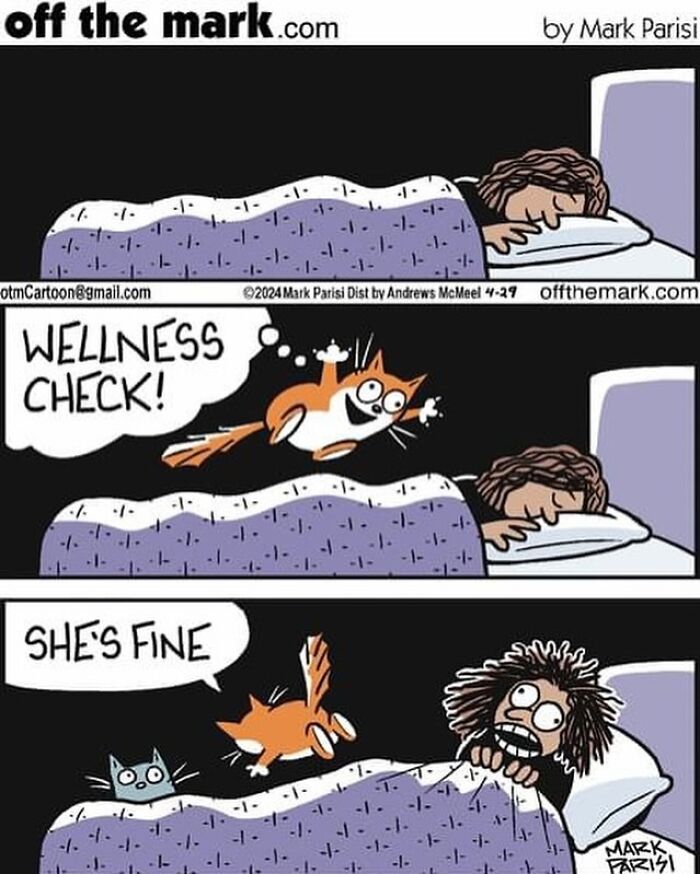 off the mark.com by Mark Parisi
otmCartoon@gmail.com ©2024 Mark Parisi Dist by Andrews McMeel 4-29 offthemark.com
WELLNESS
CHECK!
SHE'S FINE
MARK
PARISI